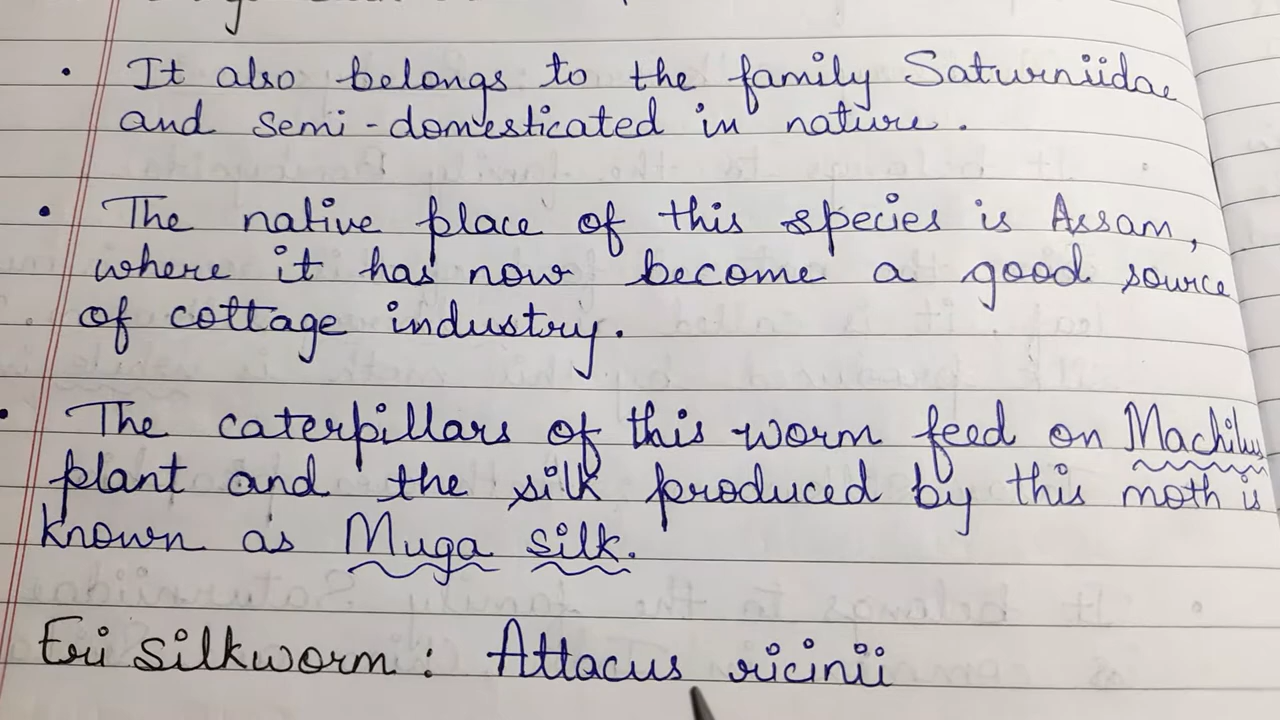 • It also belongs to the family Saturniidae
and semi-domesticated in nature.
• The native place of this species is Assam,
where it has now become a good source
of cottage industry.
• The caterpillars of this worm feed on Machilus
plant and the silk produced by this moth is
known as Muga silk.
Eri silkworm: Attacus ricinii